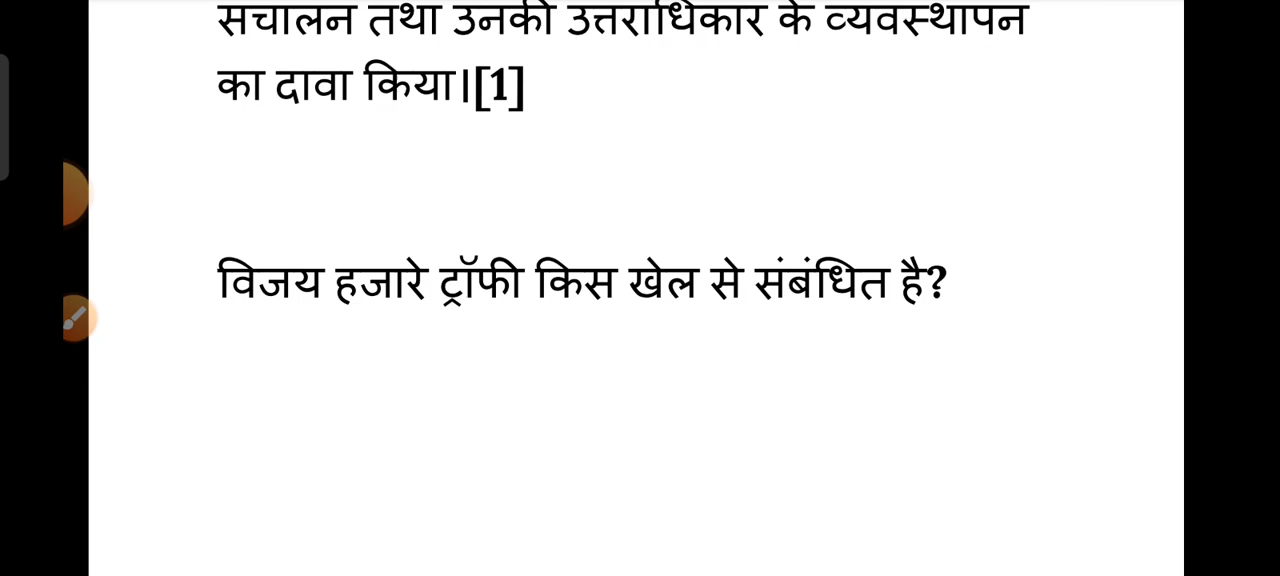 संचालन तथा उनकी उत्तराधिकार के व्यवस्थापन
का दावा किया।[1]
विजय हजारे ट्रॉफी किस खेल से संबंधित है?